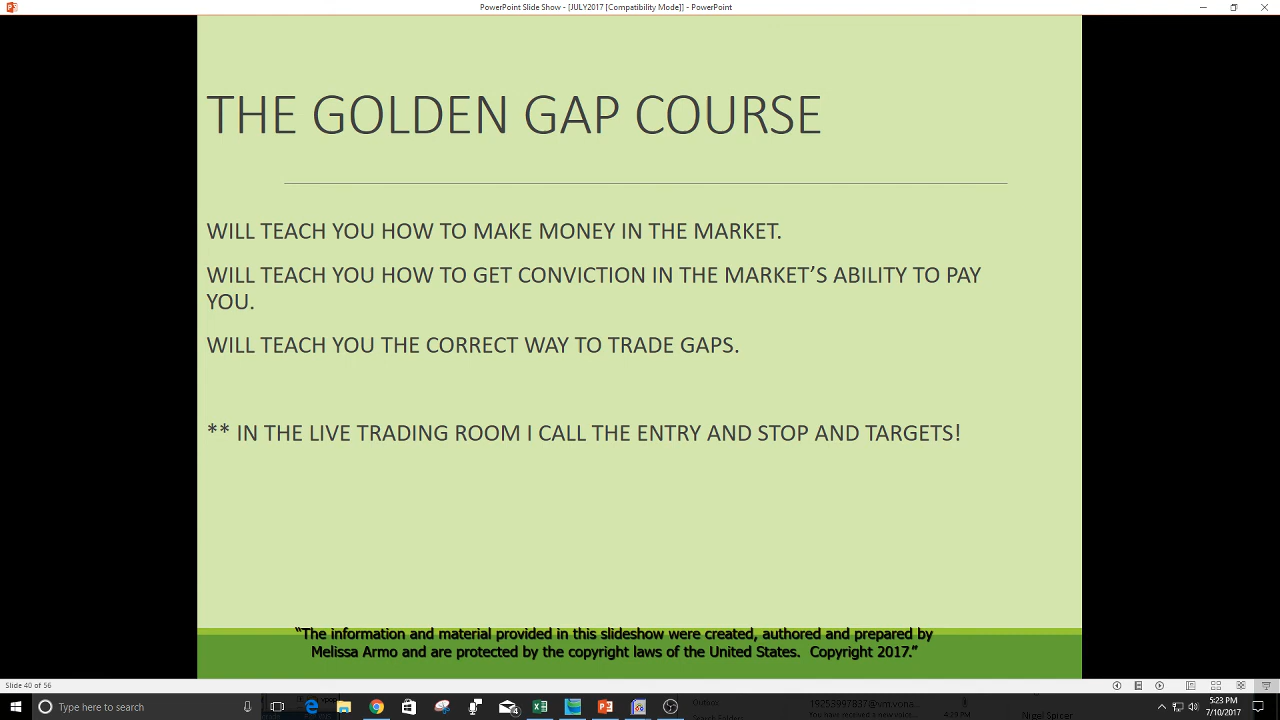 PowerPoint Slide Show - [JULY2017 [Compatibility Mode]] - PowerPoint
THE GOLDEN GAP COURSE
WILL TEACH YOU HOW TO MAKE MONEY IN THE MARKET.
WILL TEACH YOU HOW TO GET CONVICTION IN THE MARKET’S ABILITY TO PAY
YOU.
WILL TEACH YOU THE CORRECT WAY TO TRADE GAPS.
** IN THE LIVE TRADING ROOM I CALL THE ENTRY AND STOP AND TARGETS!
“The information and material provided in this slideshow were created, authored and prepared by
Melissa Armo and are protected by the copyright laws of the United States.  Copyright 2017.”
Slide 40 of 56
Type here to search
5:23 PM
7/10/2017